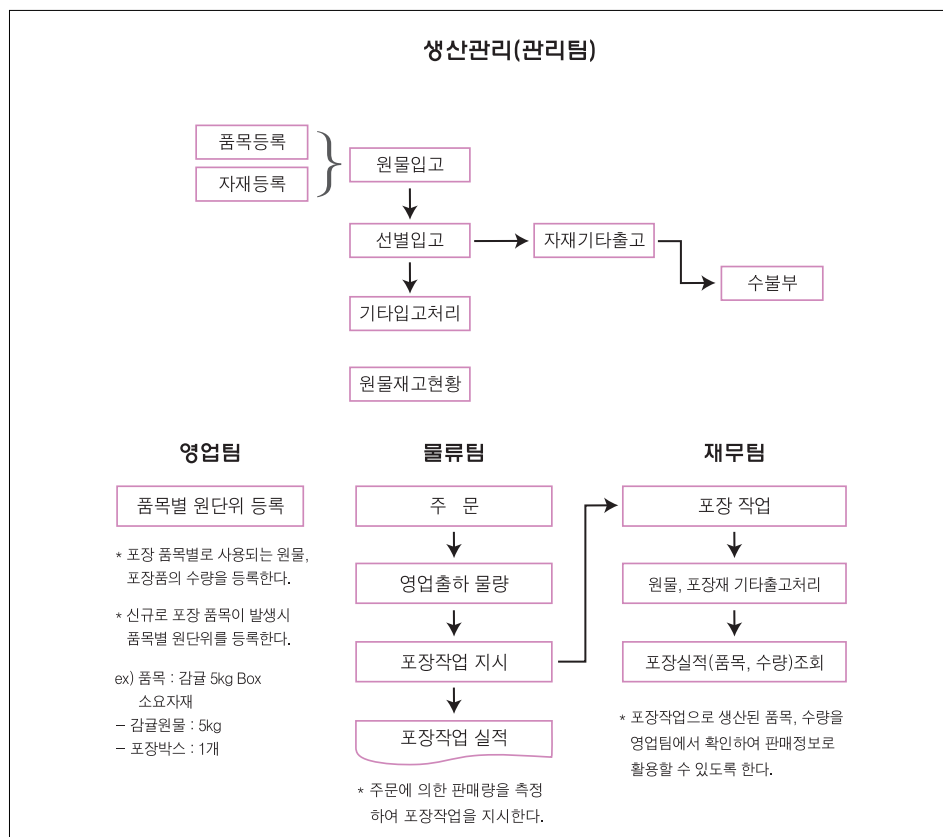 생산관리(관리팀)
품목등록
자재등록
원물입고
선별입고
자재기타출고
수불부
기타입고처리
원물재고현황
영업팀
품목별 원단위 등록
* 포장 품목별로 사용되는 원물,
포장품의 수량을 등록한다.
* 신규로 포장 품목이 발생시
품목별 원단위를 등록한다.
ex) 품목 : 감귤 5kg Box
소요자재
– 감귤원물 : 5kg
– 포장박스 : 1개
물류팀
주 문
영업출하 물량
포장작업 지시
포장작업 실적
* 주문에 의한 판매량을 측정
하여 포장작업을 지시한다.
재무팀
포장 작업
원물, 포장재 기타출고처리
포장실적(품목, 수량)조회
* 포장작업으로 생산된 품목, 수량을
영업팀에서 확인하여 판매정보로
활용할 수 있도록 한다.